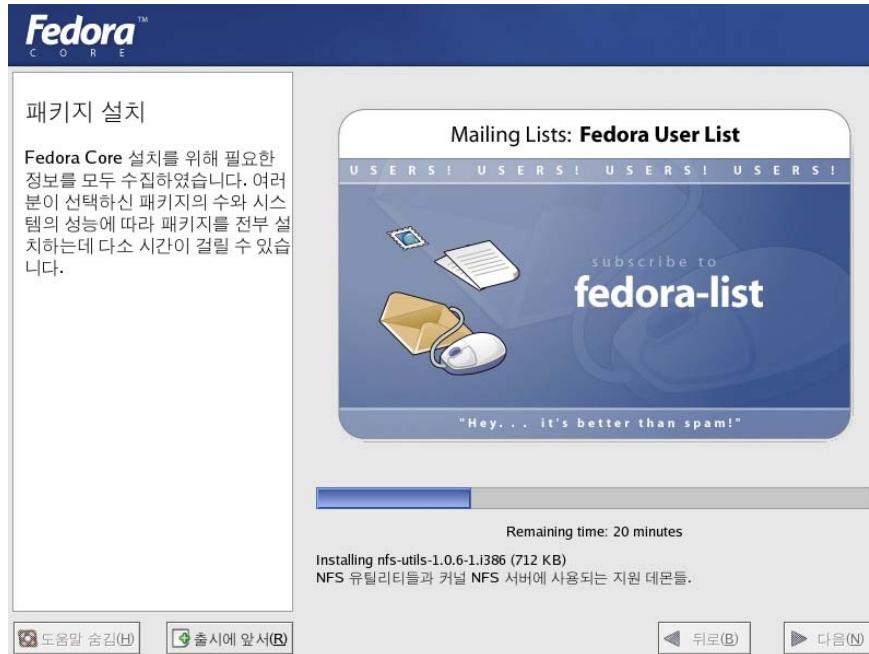 Fedora™
CORE
패키지 설치
Fedora Core 설치를 위해 필요한
정보를 모두 수집하였습니다. 여러
분이 선택하신 패키지의 수와 시스
템의 성능에 따라 패키지를 전부 설
치하는데 다소 시간이 걸릴 수 있습
니다.
Mailing Lists: Fedora User List
USERS! USERS! USERS! USERS!
subscribe to
fedora-list
"Hey... it's better than spam!"
Remaining time: 20 minutes
Installing nfs-utils-1.0.6-1.i386 (712 KB)
NFS 유틸리티들과 커널 NFS 서버에 사용되는 지원 데몬들.
도움말 숨김(H) 출시에 앞서(R) 뒤로(B) 다음(N)